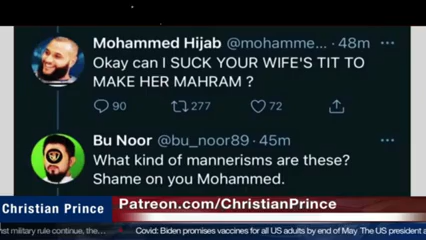 Mohammed Hijab @mohamme... · 48m
Okay can I SUCK YOUR WIFE'S TIT TO
MAKE HER MAHRAM ?
90 277 72
Bu Noor @bu_noor89 · 45m
What kind of mannerisms are these?
Shame on you Mohammed.
Christian Prince
Patreon.com/ChristianPrince
st military rule continue, the... Covid: Biden promises vaccines for all US adults by end of May. The US president a